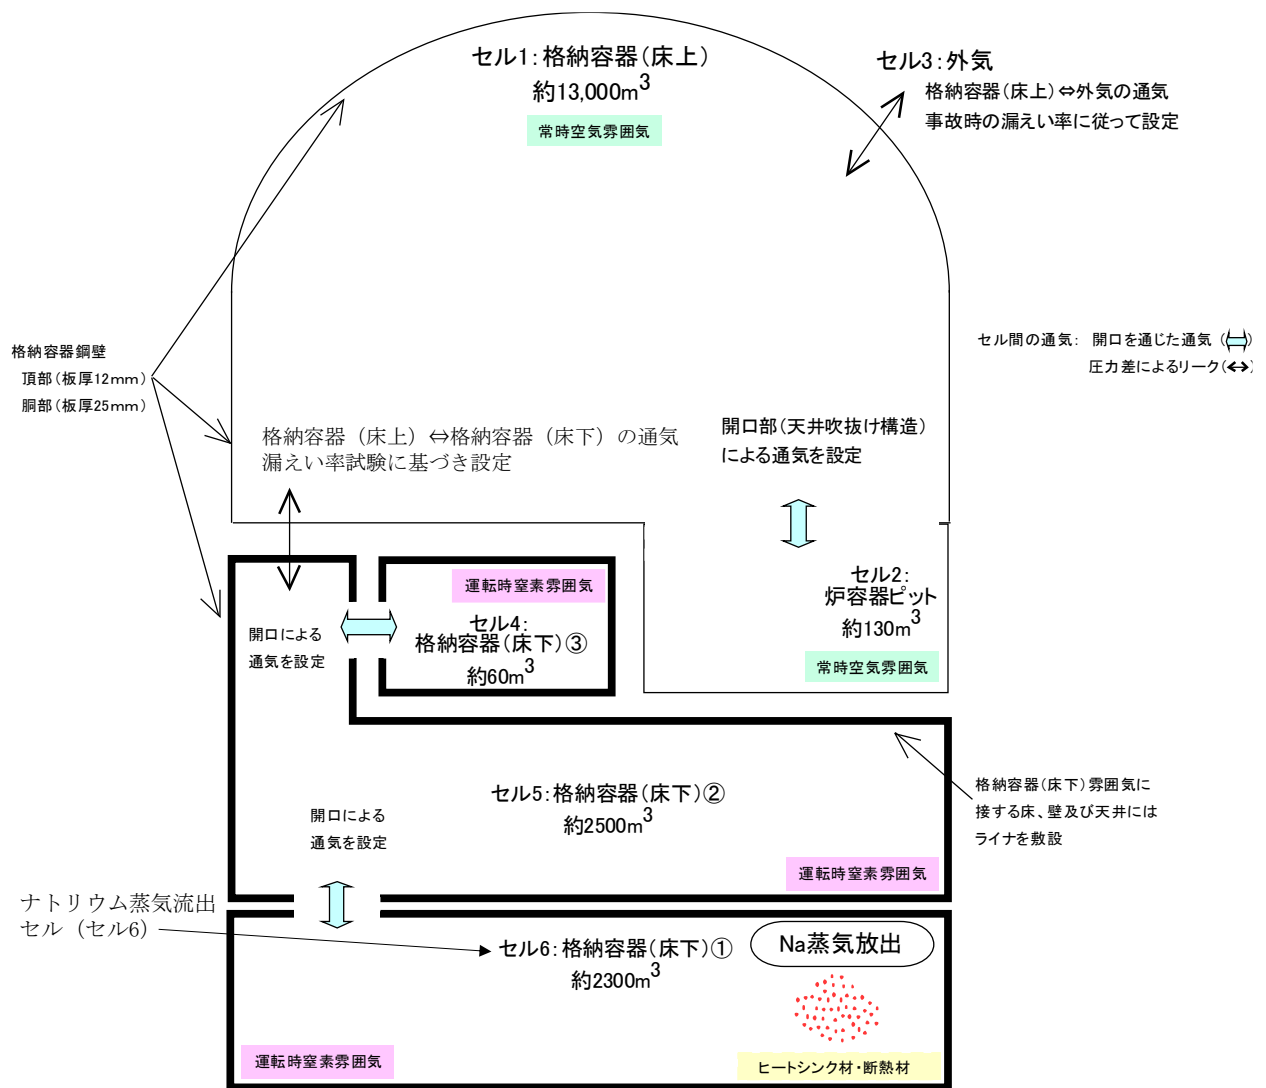 セル1:格納容器(床上)
約13,000m3
常時空気雰囲気
セル3:外気
格納容器(床上)⇔外気の通気
事故時の漏えい率に従って設定
格納容器鋼壁
頂部(板厚12mm)
胴部(板厚25mm)
セル間の通気: 開口を通じた通気( )
圧力差によるリーク(↔)
格納容器（床上）⇔格納容器（床下）の通気
漏えい率試験に基づき設定
開口部(天井吹抜け構造)
による通気を設定
セル2:
炉容器ピット
約130m3
常時空気雰囲気
運転時窒素雰囲気
セル4:
格納容器(床下)③
約60m3
開口による
通気を設定
セル5:格納容器(床下)②
約2500m3
運転時窒素雰囲気
開口による
通気を設定
格納容器(床下)雰囲気に
接する床、壁及び天井には
ライナを敷設
ナトリウム蒸気流出
セル（セル6）
セル6:格納容器(床下)①
約2300m3
Na蒸気放出
運転時窒素雰囲気
ヒートシンク材・断熱材